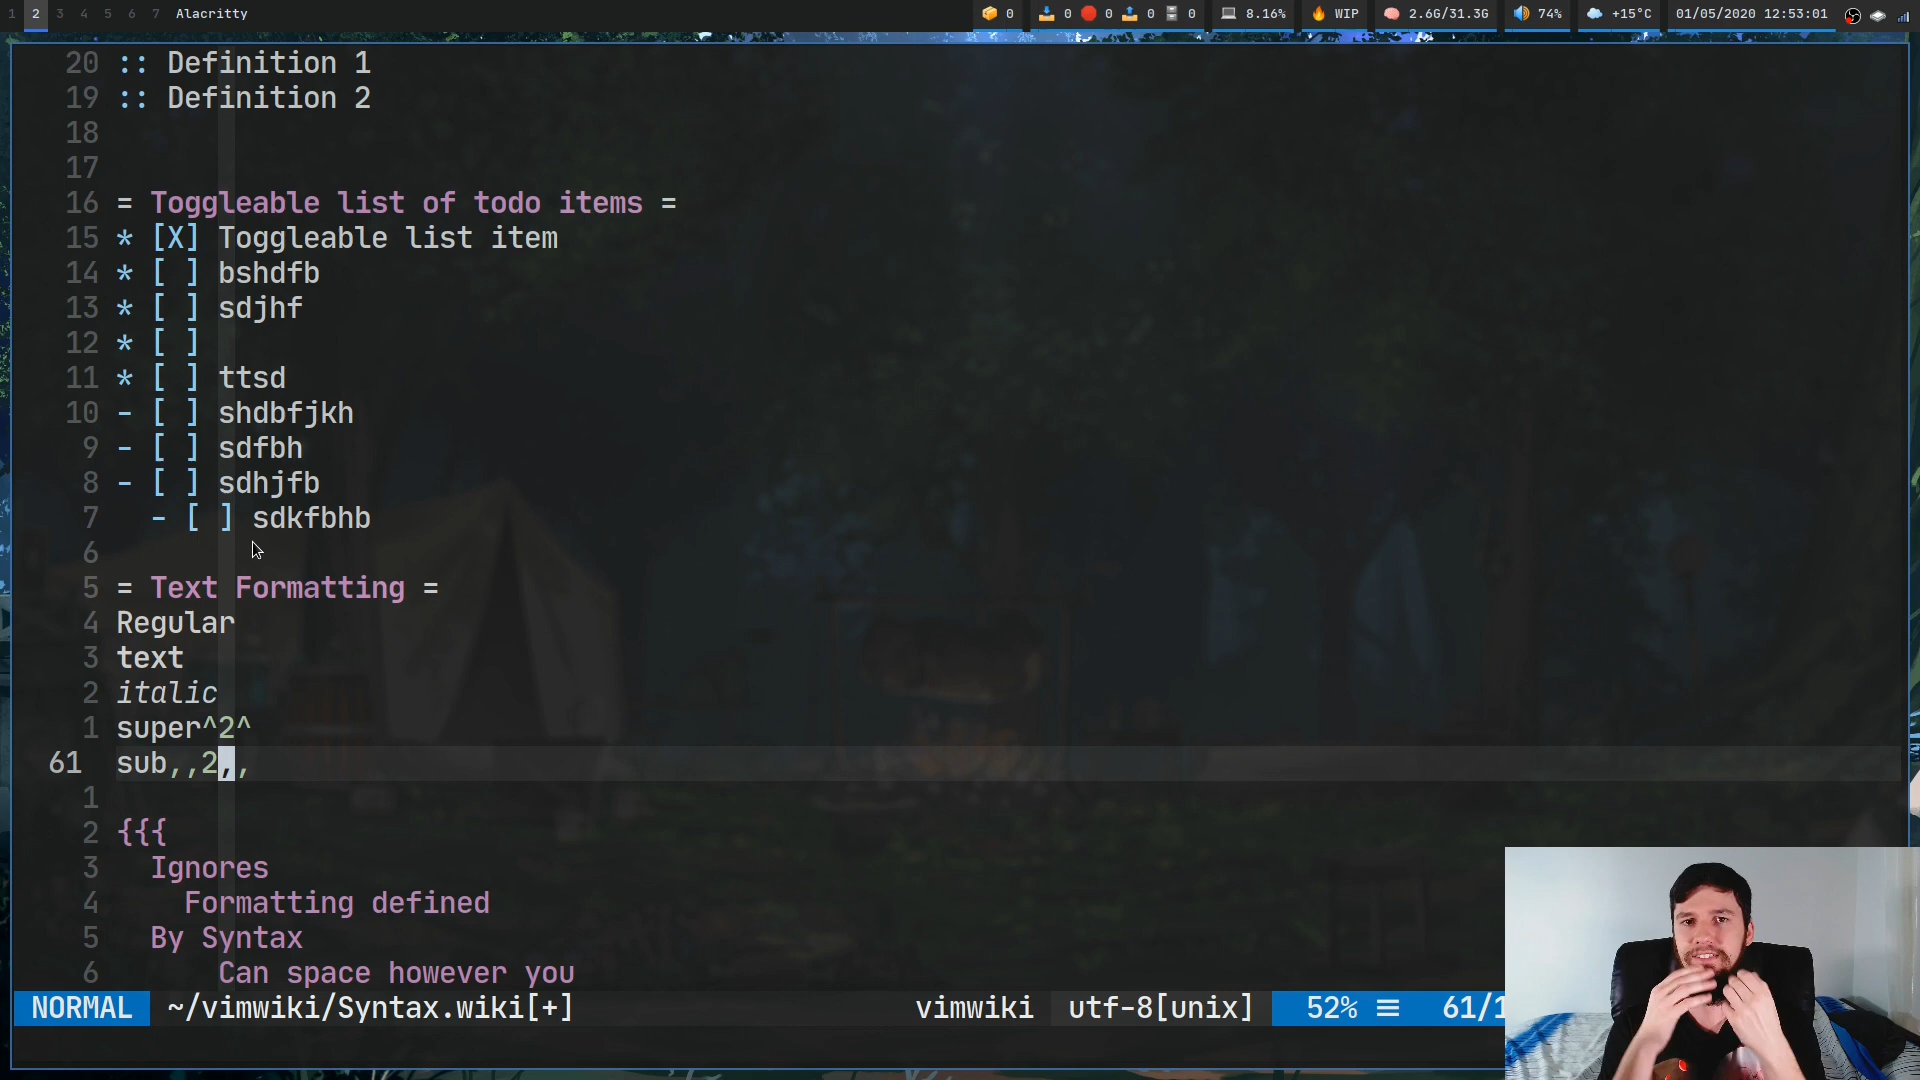 1 2 3 4 5 6 7 Alacritty 0 0 0 0 0 8.16% WIP 2.6G/31.3G 74% +15°C 01/05/2020 12:53:01
20 :: Definition 1
19 :: Definition 2
18
17
16 = Toggleable list of todo items =
15 * [X] Toggleable list item
14 * [ ] bshdfb
13 * [ ] sdjhf
12 * [ ]
11 * [ ] ttsd
10 - [ ] shdbfjkh
9 - [ ] sdfbh
8 - [ ] sdhjfb
7 - [ ] sdkfbhb
6
5 = Text Formatting =
4 Regular
3 text
2 italic
1 super^2^
61 sub,,2,,
1
2 {{{
3 Ignores
4 Formatting defined
5 By Syntax
6 Can space however you
NORMAL ~/vimwiki/Syntax.wiki[+] vimwiki utf-8[unix] 52% ≡ 61/1